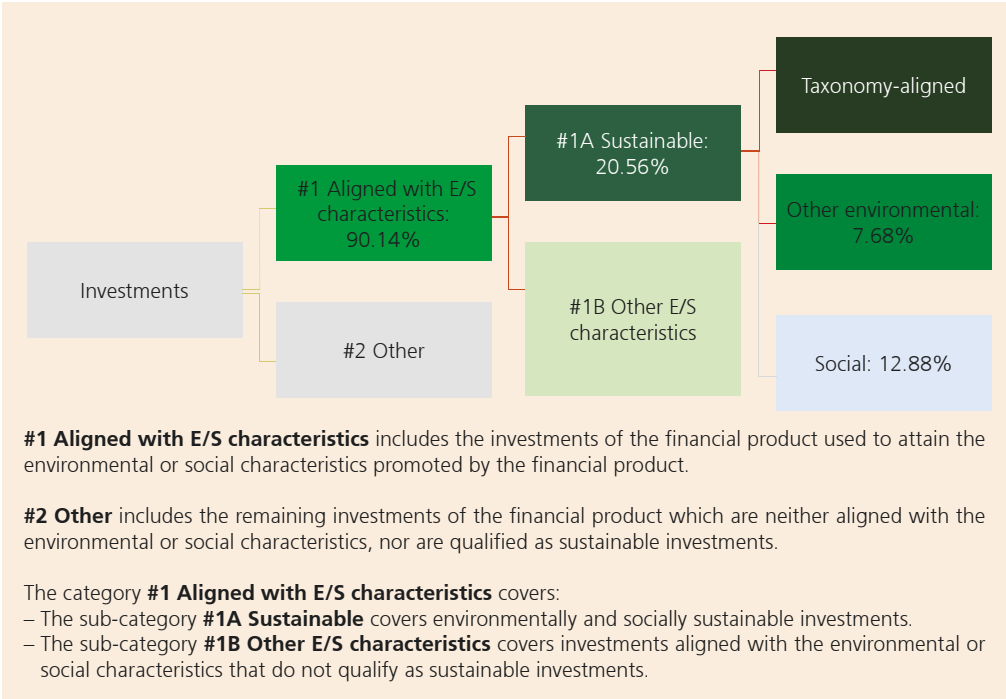 Taxonomy-aligned
#1A Sustainable:
20.56%
#1 Aligned with E/S
characteristics:
90.14%
Other environmental:
7.68%
Investments
#1B Other E/S
characteristics
#2 Other
Social: 12.88%
#1 Aligned with E/S characteristics includes the investments of the financial product used to attain the
environmental or social characteristics promoted by the financial product.
#2 Other includes the remaining investments of the financial product which are neither aligned with the
environmental or social characteristics, nor are qualified as sustainable investments.
The category #1 Aligned with E/S characteristics covers:
– The sub-category #1A Sustainable covers environmentally and socially sustainable investments.
– The sub-category #1B Other E/S characteristics covers investments aligned with the environmental or
social characteristics that do not qualify as sustainable investments.